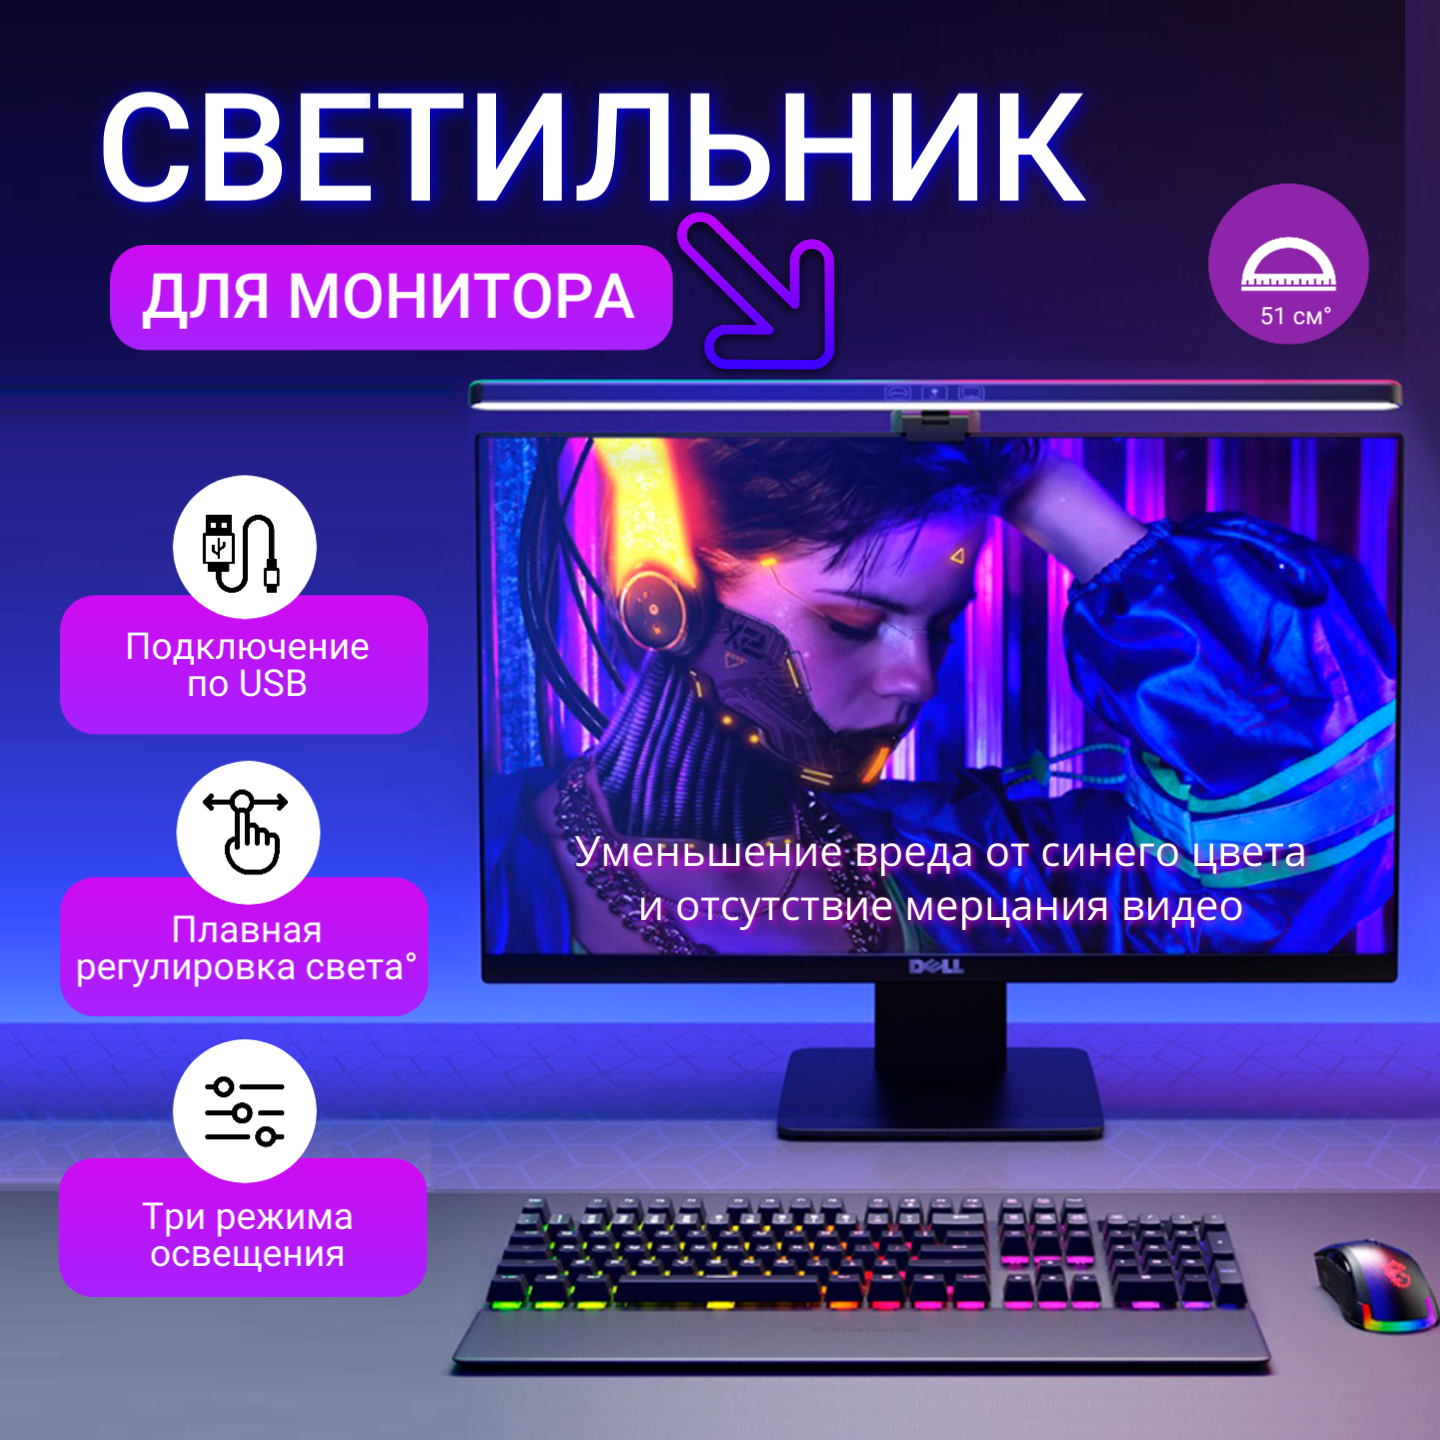 СВЕТИЛЬНИК
ДЛЯ МОНИТОРА
51 см°
Подключение
по USB
Плавная
регулировка света°
Три режима
освещения
Уменьшение вреда от синего цвета
и отсутствие мерцания видео
DELL